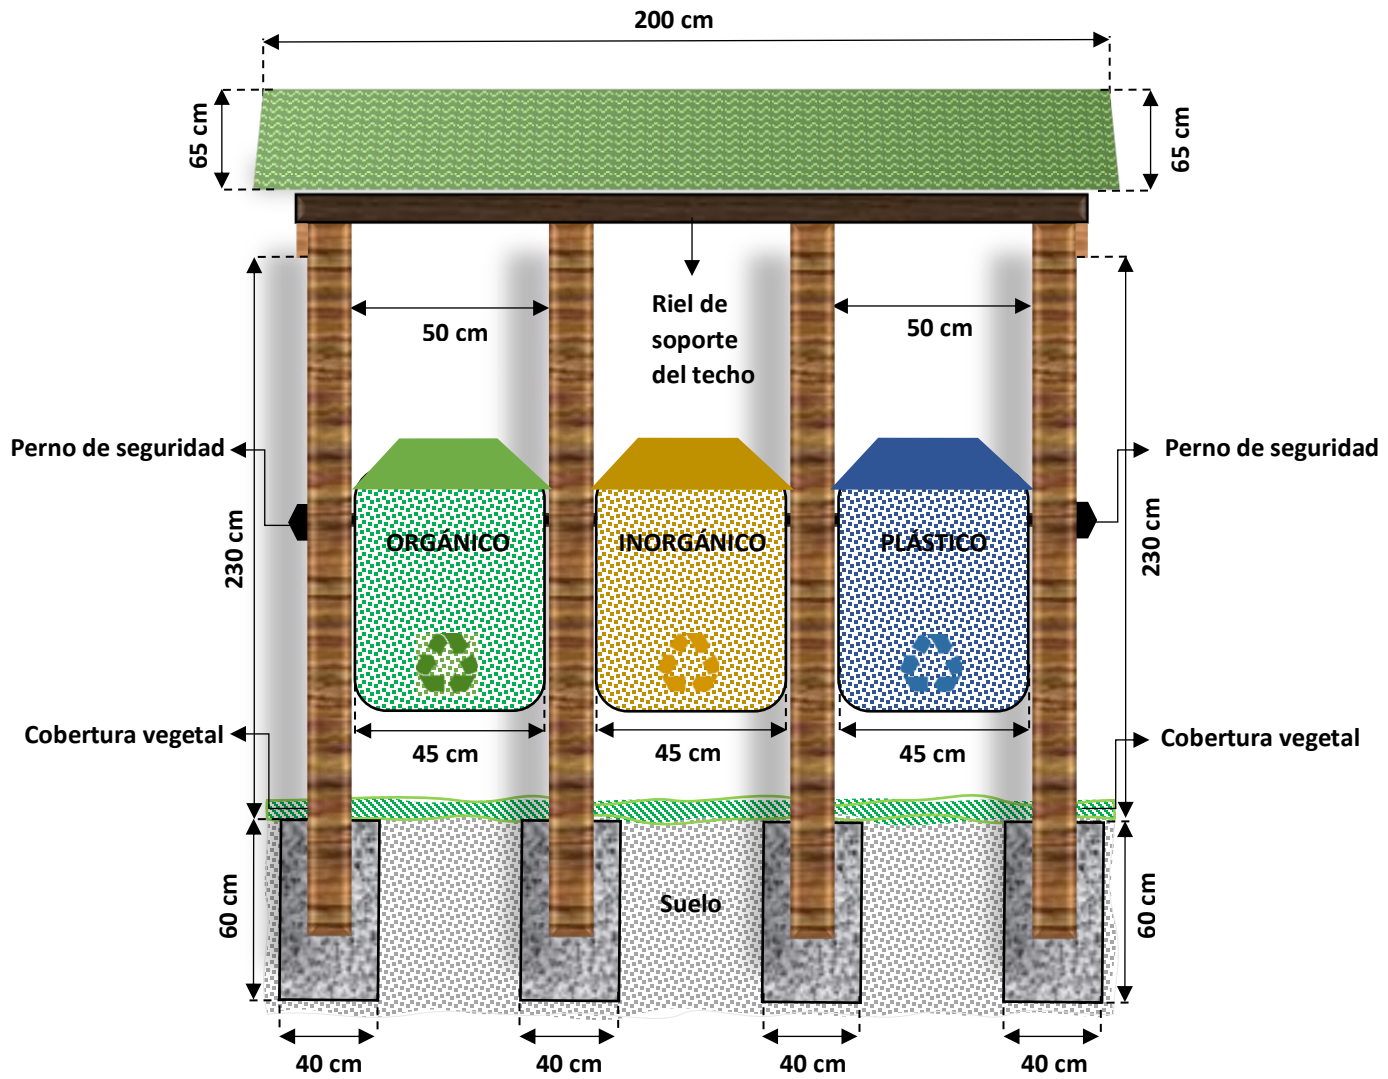 200 cm
65 cm
65 cm
Riel de
soporte
del techo
50 cm
50 cm
Perno de seguridad
Perno de seguridad
230 cm
230 cm
ORGÁNICO
INORGÁNICO
PLÁSTICO
45 cm
45 cm
45 cm
Cobertura vegetal
Cobertura vegetal
60 cm
Suelo
60 cm
40 cm
40 cm
40 cm
40 cm